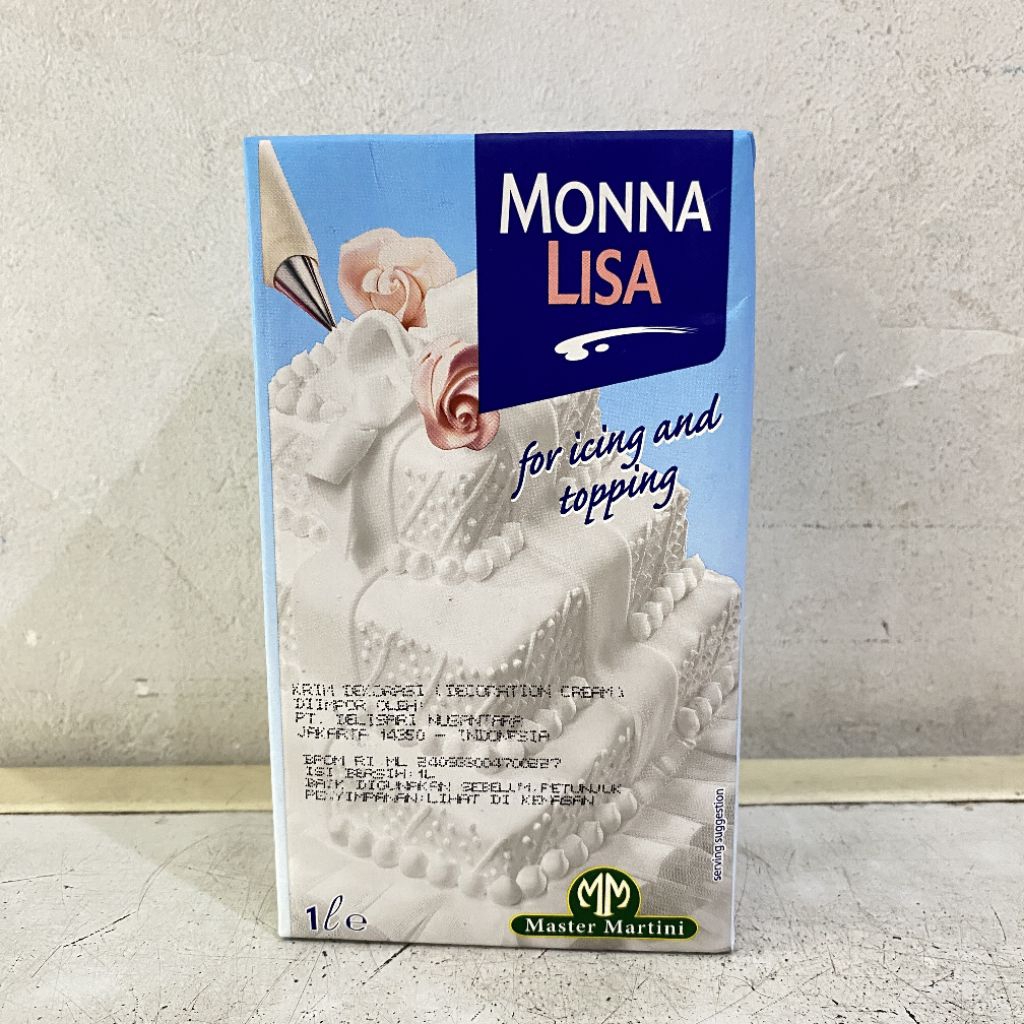 MONNA
LISA
for icing and
topping
KRIM DEKORASI (DECORATION CREAM)
DIIMPOR OLEH:
PT. DELISARI NUSANTARA
JAKARTA 14350 - INDONESIA
BPOM RI ML
ISI BERSIH:1L
BAIK DIGUNAKAN SEBELUM,PETUNJUK
PENYIMPANAN:LIHAT DI KEMASAN
serving suggestion
1l e
MM
Master Martini